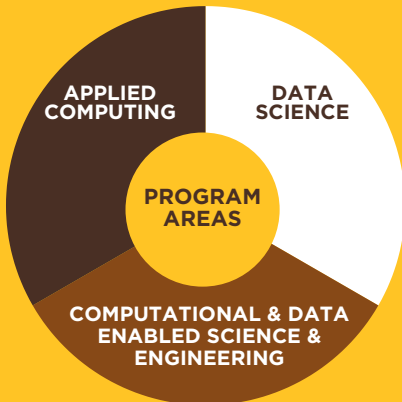 APPLIED
COMPUTING
DATA
SCIENCE
PROGRAM
AREAS
COMPUTATIONAL & DATA
ENABLED SCIENCE &
ENGINEERING